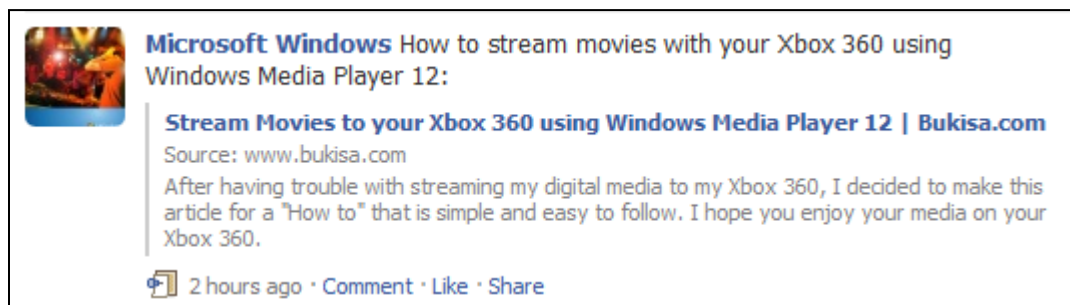 Microsoft Windows How to stream movies with your Xbox 360 using
Windows Media Player 12:
Stream Movies to your Xbox 360 using Windows Media Player 12 | Bukisa.com
Source: www.bukisa.com
After having trouble with streaming my digital media to my Xbox 360, I decided to make this
article for a "How to" that is simple and easy to follow. I hope you enjoy your media on your
Xbox 360.
2 hours ago · Comment · Like · Share